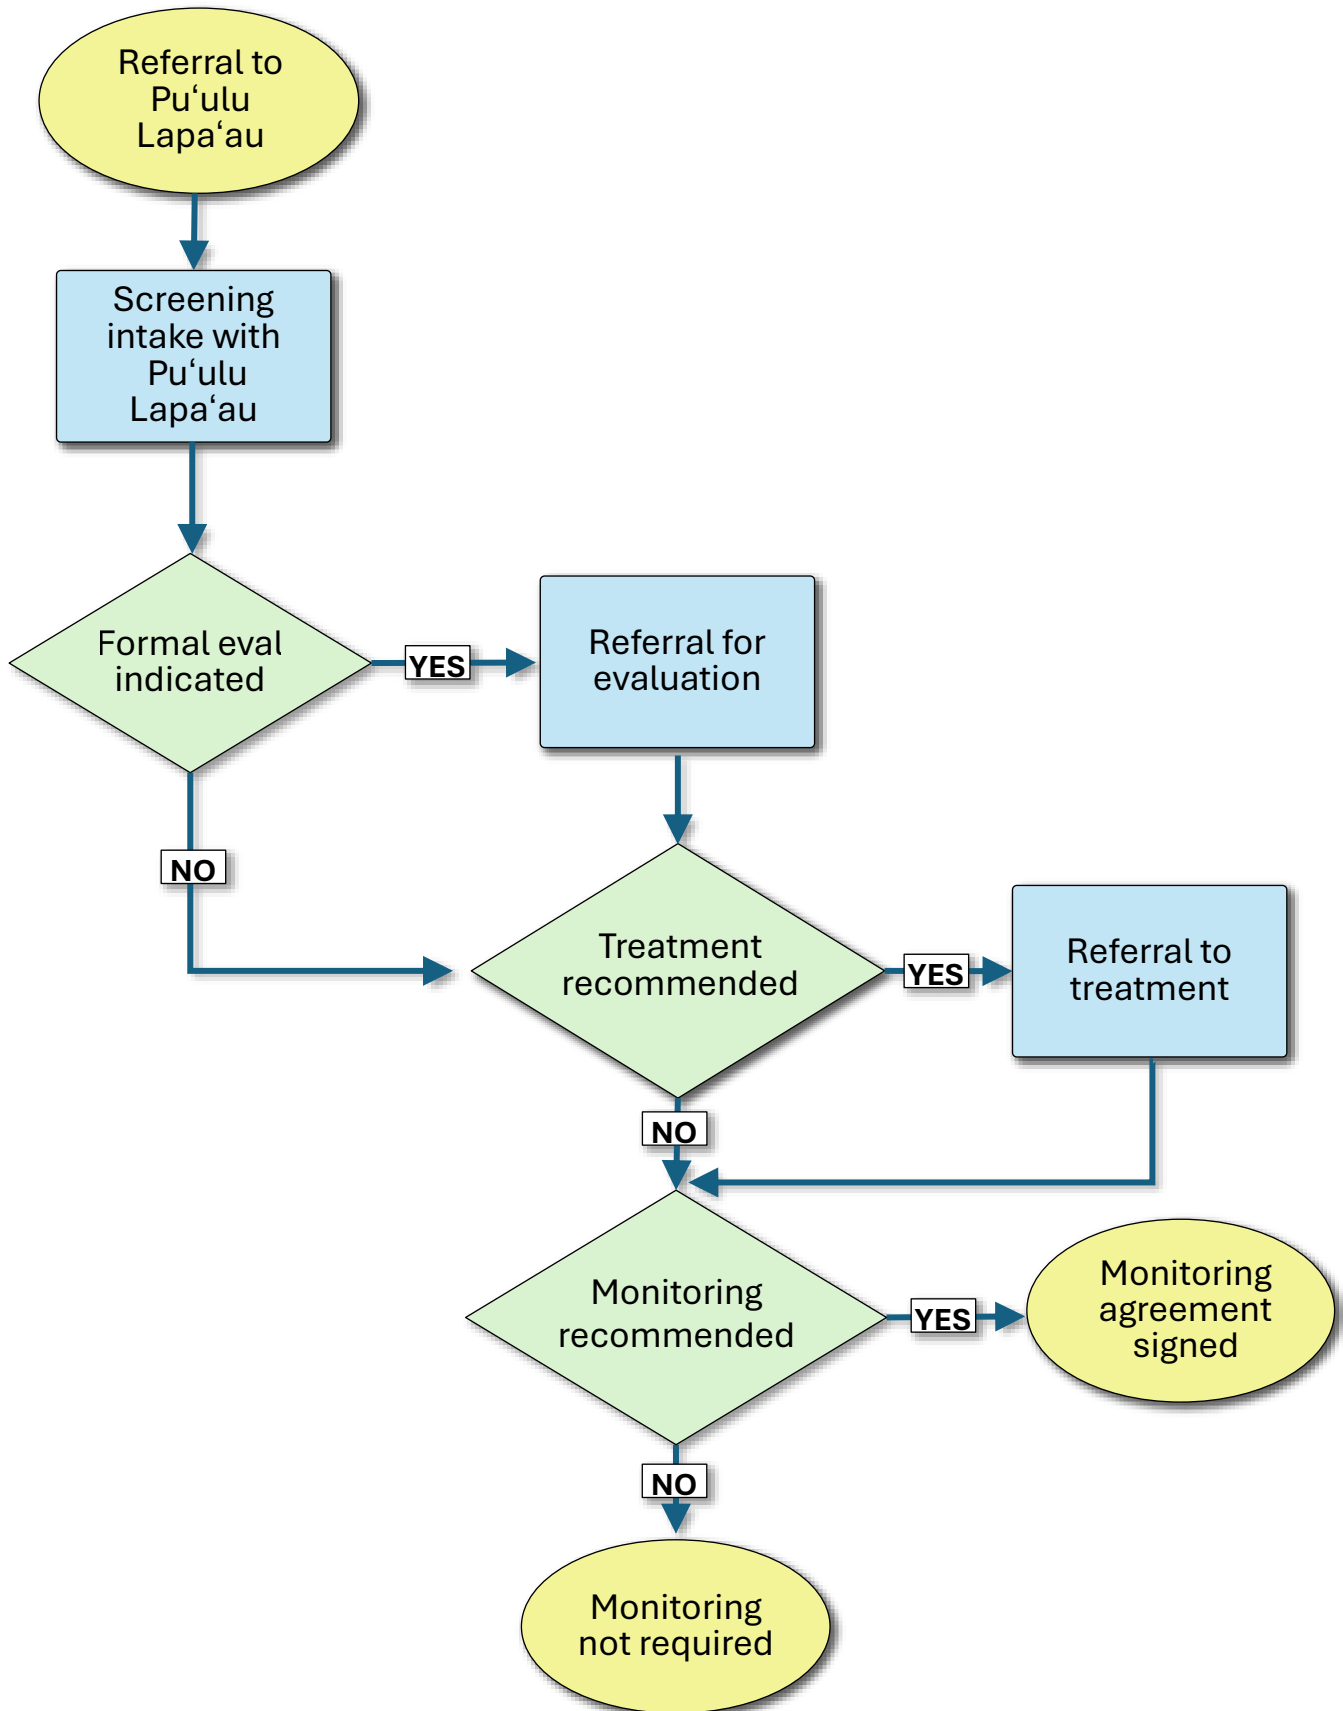 Referral to
Pu‘ulu
Lapa‘au
Screening
intake with
Pu‘ulu
Lapa‘au
Formal eval
indicated
YES
Referral for
evaluation
NO
Treatment
recommended
YES
Referral to
treatment
NO
Monitoring
recommended
YES
Monitoring
agreement
signed
NO
Monitoring
not required